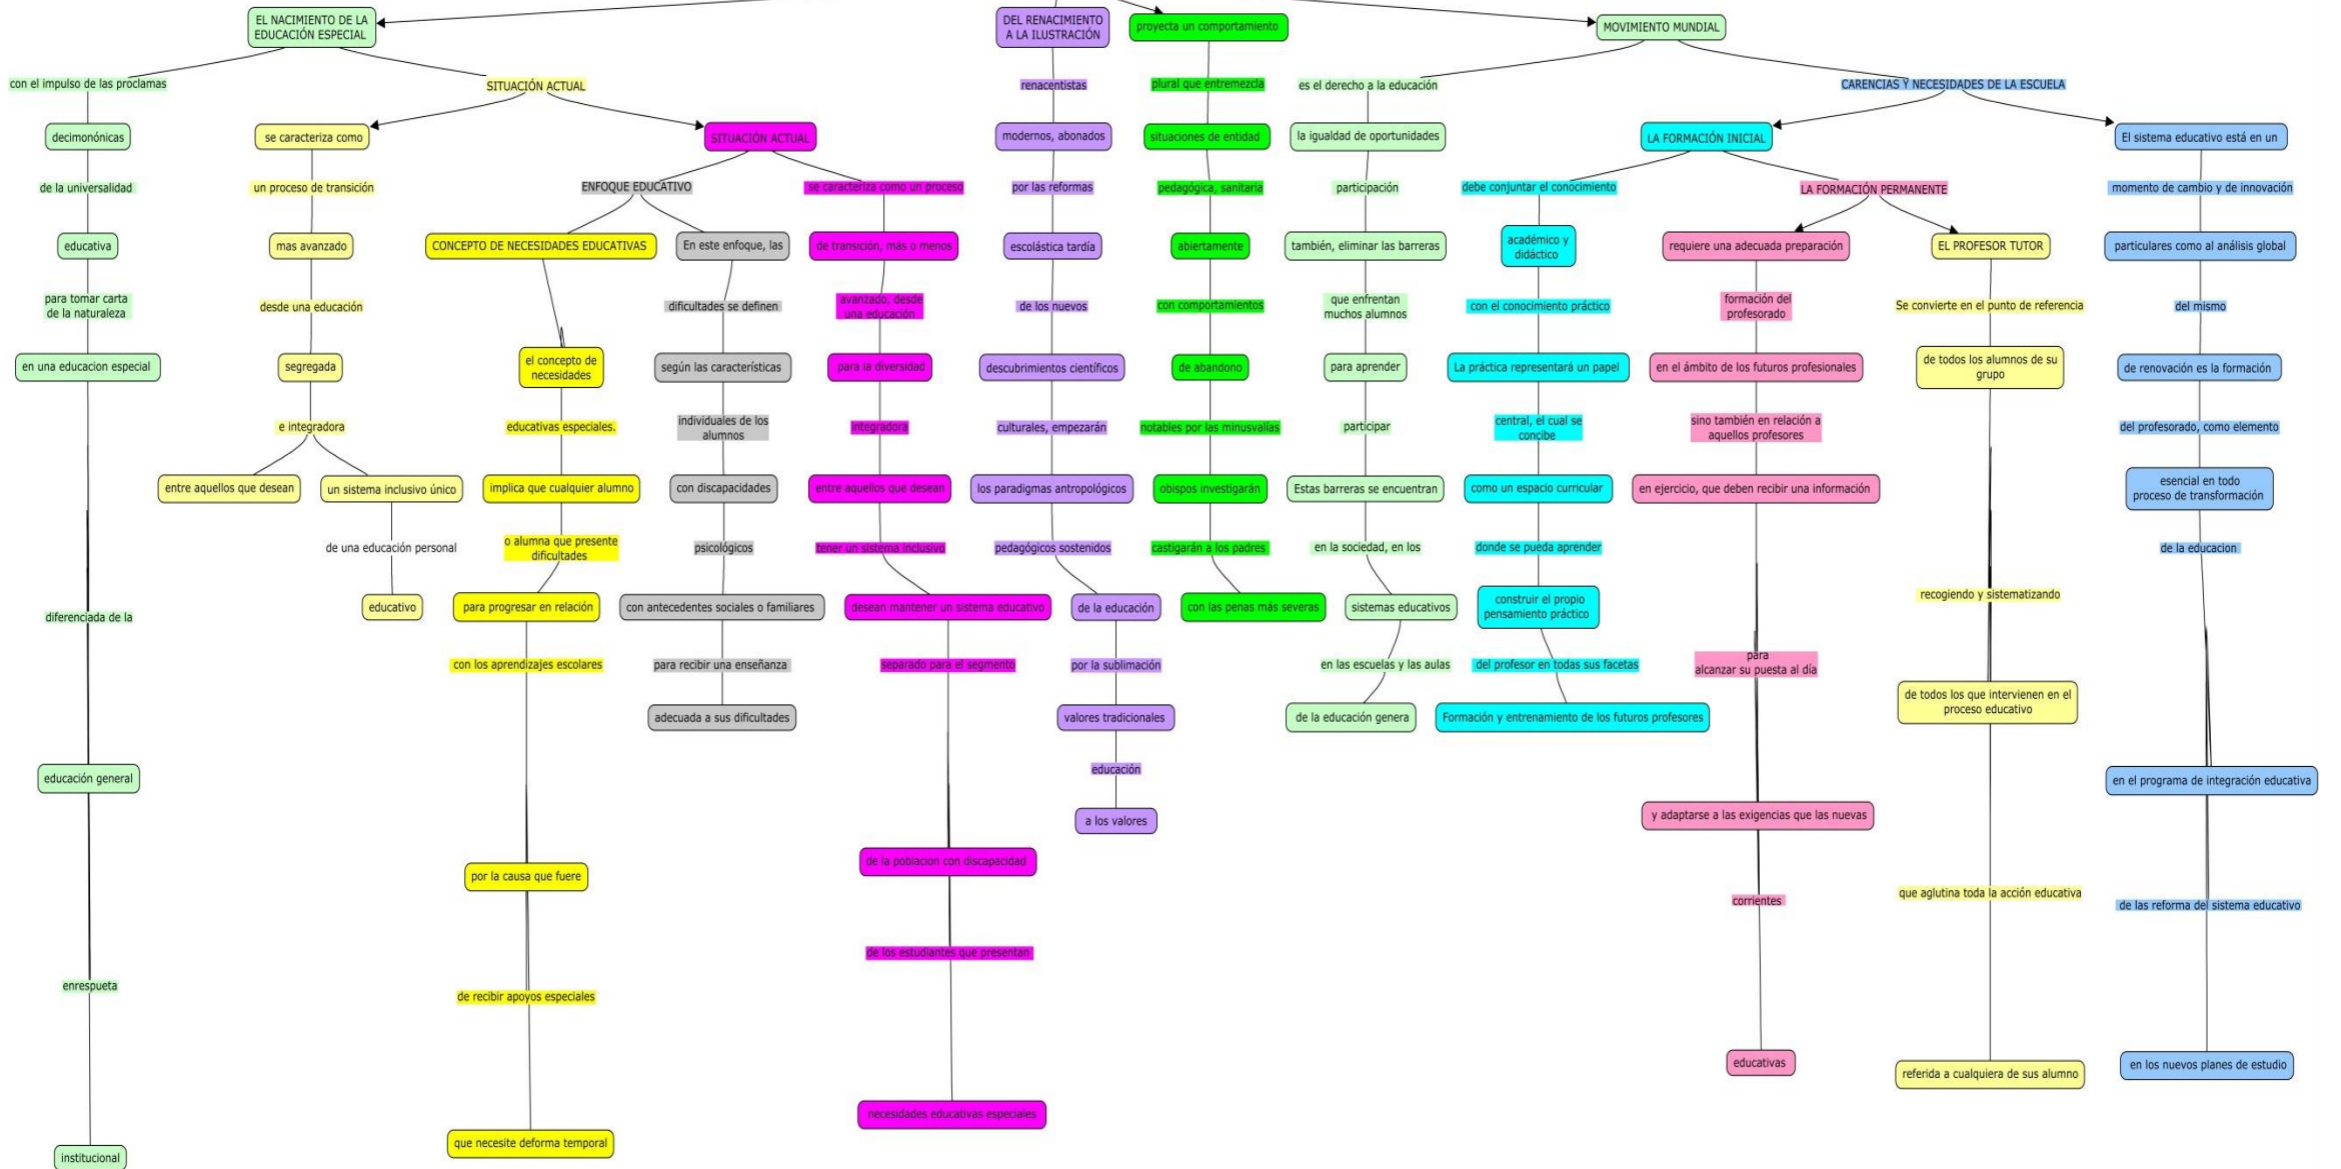 EL NACIMIENTO DE LA
EDUCACIÓN ESPECIAL
con el impulso de las proclamas
decimonónicas
de la universalidad
educativa
para tomar carta
de la naturaleza
en una educacion especial
diferenciada de la
educación general
enrespueta
institucional
SITUACIÓN ACTUAL
se caracteriza como
un proceso de transición
mas avanzado
desde una educación
segregada
e integradora
entre aquellos que desean
un sistema inclusivo único
de una educación personal
educativo
SITUACIÓN ACTUAL
ENFOQUE EDUCATIVO
CONCEPTO DE NECESIDADES EDUCATIVAS
el concepto de
necesidades
educativas especiales.
implica que cualquier alumno
o alumna que presente
dificultades
para progresar en relación
con los aprendizajes escolares
por la causa que fuere
de recibir apoyos especiales
que necesite deforma temporal
En este enfoque, las
dificultades se definen
según las características
individuales de los
alumnos
con discapacidades
psicológicos
con antecedentes sociales o familiares
para recibir una enseñanza
adecuada a sus dificultades
se caracteriza como un proceso
de transición, más o menos
avanzado, desde
una educación
para la diversidad
integradora
entre aquellos que desean
tener un sistema inclusivo
desean mantener un sistema educativo
separado para el segmento
de la poblacion con discapacidad
de los estudiantes que presentan
necesidades educativas especiales
DEL RENACIMIENTO
A LA ILUSTRACIÓN
renacentistas
modernos, abonados
por las reformas
escolástica tardía
de los nuevos
descubrimientos científicos
culturales, empezarán
los paradigmas antropológicos
pedagógicos sostenidos
de la educación
por la sublimación
valores tradicionales
educación
a los valores
proyecta un comportamiento
plural que entremezcla
situaciones de entidad
pedagógica, sanitaria
abiertamente
con comportamientos
de abandono
notables por las minusvalías
obispos investigarán
castigarán a los padres
con las penas más severas
MOVIMIENTO MUNDIAL
es el derecho a la educación
la igualdad de oportunidades
participación
también, eliminar las barreras
que enfrentan
muchos alumnos
para aprender
participar
Estas barreras se encuentran
en la sociedad, en los
sistemas educativos
en las escuelas y las aulas
de la educación genera
CARENCIAS Y NECESIDADES DE LA ESCUELA
LA FORMACIÓN INICIAL
debe conjuntar el conocimiento
académico y
didáctico
con el conocimiento práctico
La práctica representará un papel
central, el cual se
concibe
como un espacio curricular
donde se pueda aprender
construir el propio
pensamiento práctico
del profesor en todas sus facetas
Formación y entrenamiento de los futuros profesores
LA FORMACIÓN PERMANENTE
requiere una adecuada preparación
formación del
profesorado
en el ámbito de los futuros profesionales
sino también en relación a
aquellos profesores
en ejercicio, que deben recibir una información
para
alcanzar su puesta al día
y adaptarse a las exigencias que las nuevas
corrientes
educativas
EL PROFESOR TUTOR
Se convierte en el punto de referencia
de todos los alumnos de su
grupo
recogiendo y sistematizando
de todos los que intervienen en el
proceso educativo
que aglutina toda la acción educativa
referida a cualquiera de sus alumno
El sistema educativo está en un
momento de cambio y de innovación
particulares como al análisis global
del mismo
de renovación es la formación
del profesorado, como elemento
esencial en todo
proceso de transformación
de la educacion
en el programa de integración educativa
de las reforma del sistema educativo
en los nuevos planes de estudio